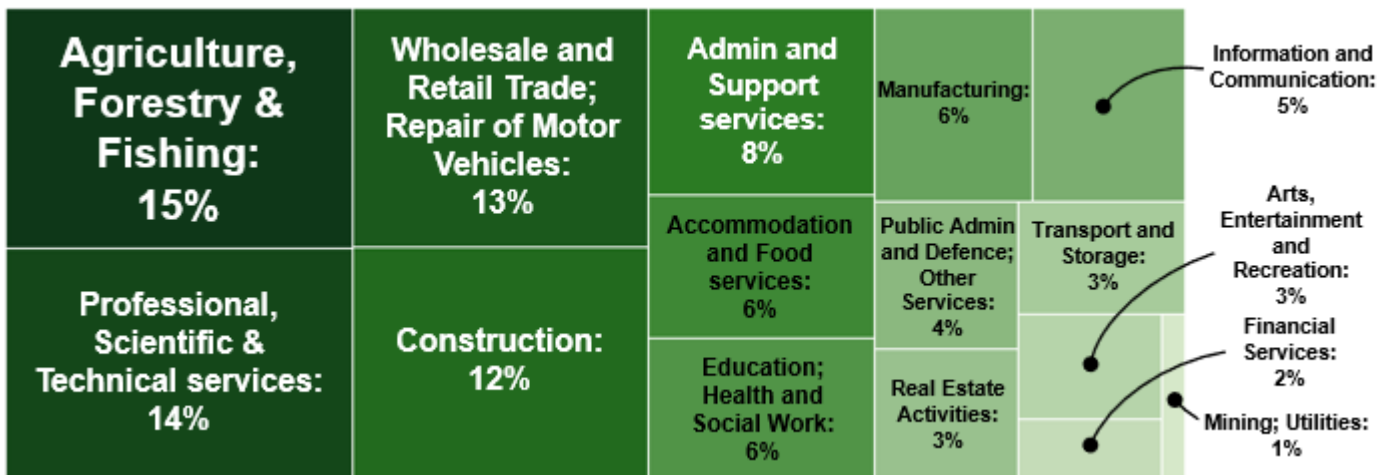 Agriculture,
Forestry &
Fishing:
15%
Professional,
Scientific &
Technical services:
14%
Wholesale and
Retail Trade;
Repair of Motor
Vehicles:
13%
Construction:
12%
Admin and
Support
services:
8%
Accommodation
and Food
services:
6%
Education;
Health and
Social Work:
6%
Manufacturing:
6%
Information and
Communication:
5%
Public Admin
and Defence;
Other
Services:
4%
Real Estate
Activities:
3%
Transport and
Storage:
3%
Arts,
Entertainment
and
Recreation:
3%
Financial
Services:
2%
Mining; Utilities:
1%